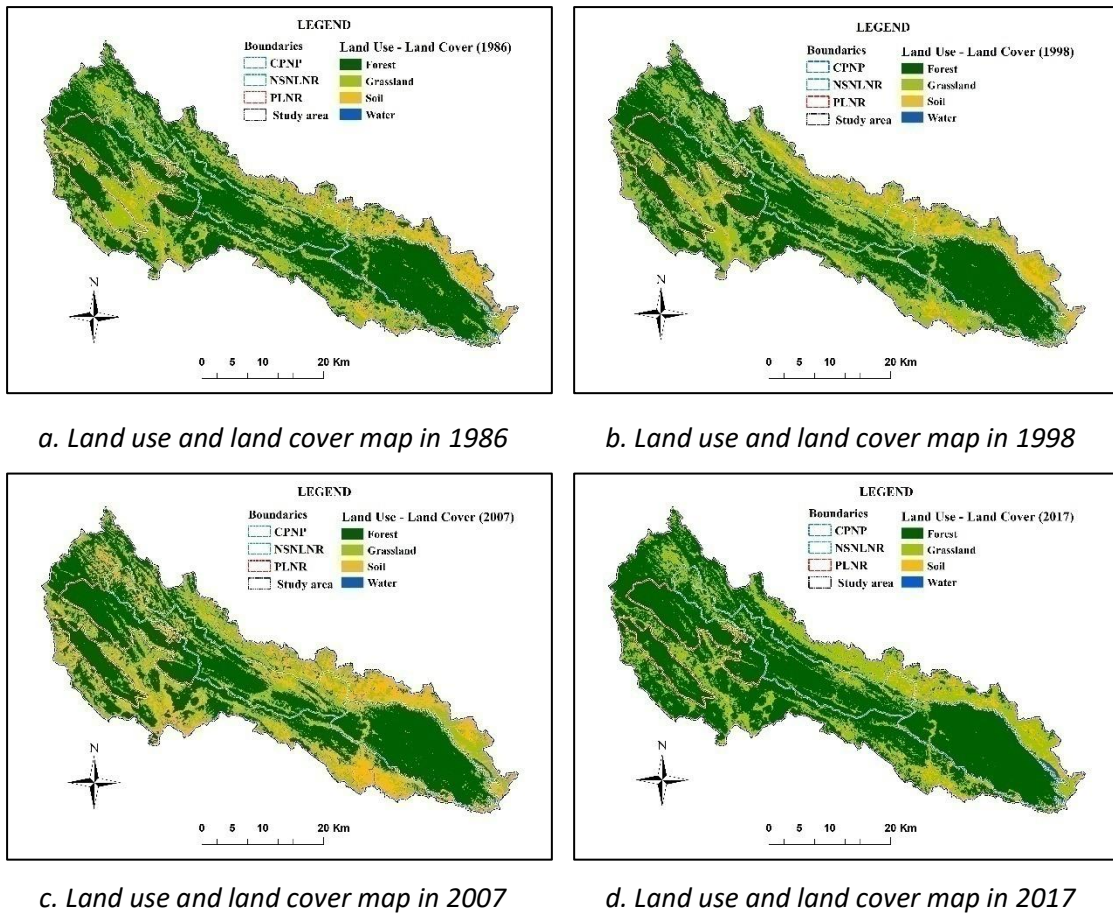 LEGEND
Boundaries
CPNP
NSNLNR
PLNR
Study area
Land Use - Land Cover (1986)
Forest
Grassland
Soil
Water
N
0 5 10 20 Km
a. Land use and land cover map in 1986
LEGEND
Boundaries
CPNP
NSNLNR
PLNR
Study area
Land Use - Land Cover (1998)
Forest
Grassland
Soil
Water
N
0 5 10 20 Km
b. Land use and land cover map in 1998
LEGEND
Boundaries
CPNP
NSNLNR
PLNR
Study area
Land Use - Land Cover (2007)
Forest
Grassland
Soil
Water
N
0 5 10 20 Km
c. Land use and land cover map in 2007
LEGEND
Boundaries
CPNP
NSNLNR
PLNR
Study area
Land Use - Land Cover (2017)
Forest
Grassland
Soil
Water
N
0 5 10 20 Km
d. Land use and land cover map in 2017